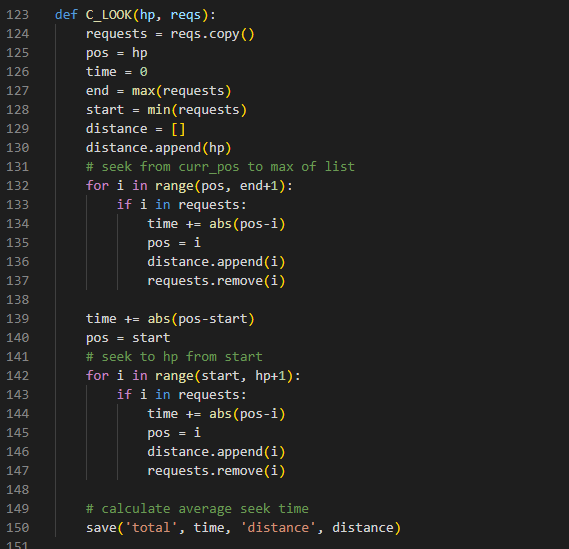 123 def C_LOOK(hp, reqs):
124     requests = reqs.copy()
125     pos = hp
126     time = 0
127     end = max(requests)
128     start = min(requests)
129     distance = []
130     distance.append(hp)
131     # seek from curr_pos to max of list
132     for i in range(pos, end+1):
133         if i in requests:
134             time += abs(pos-i)
135             pos = i
136             distance.append(i)
137             requests.remove(i)
138
139     time += abs(pos-start)
140     pos = start
141     # seek to hp from start
142     for i in range(start, hp+1):
143         if i in requests:
144             time += abs(pos-i)
145             pos = i
146             distance.append(i)
147             requests.remove(i)
148
149     # calculate average seek time
150     save('total', time, 'distance', distance)
151